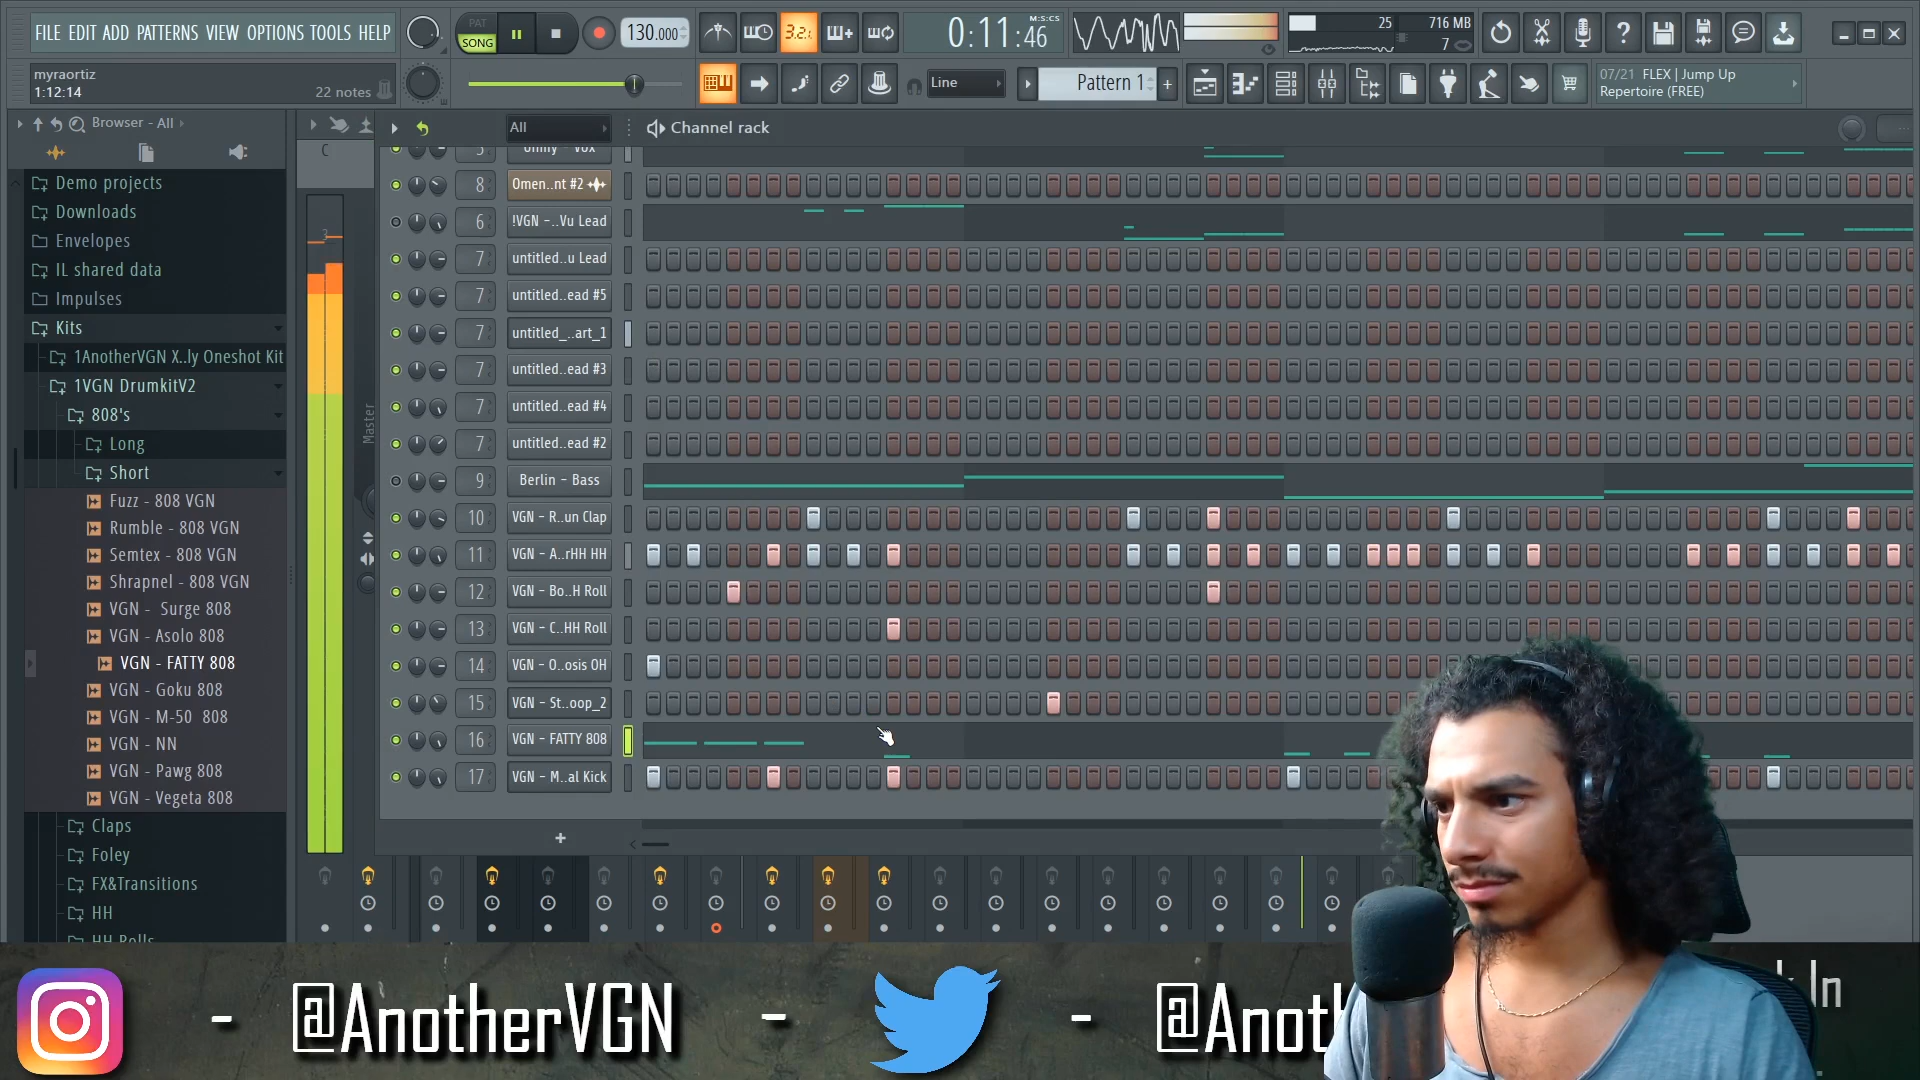 FILE EDIT ADD PATTERNS VIEW OPTIONS TOOLS HELP
PAT
SONG
130.000
3.2.
0:11:46
M:S:CS
25
716 MB
7
myraortiz
1:12:14
22 notes
Line
Pattern 1
07/21 FLEX | Jump Up
Repertoire (FREE)
Browser - All
Demo projects
Downloads
Envelopes
IL shared data
Impulses
Kits
1AnotherVGN X..ly Oneshot Kit
1VGN DrumkitV2
808's
Long
Short
Fuzz - 808 VGN
Rumble - 808 VGN
Semtex - 808 VGN
Shrapnel - 808 VGN
VGN - Surge 808
VGN - Asolo 808
VGN - FATTY 808
VGN - Goku 808
VGN - M-50 808
VGN - NN
VGN - Pawg 808
VGN - Vegeta 808
Claps
Foley
FX&Transitions
HH
HH Rolls
C
3
Master
All
Channel rack
8 Omen..nt #2
6 !VGN -..Vu Lead
7 untitled..u Lead
7 untitled..ead #5
7 untitled_..art_1
7 untitled..ead #3
7 untitled..ead #4
7 untitled..ead #2
9 Berlin - Bass
10 VGN - R..un Clap
11 VGN - A..rHH HH
12 VGN - Bo..H Roll
13 VGN - C..HH Roll
14 VGN - O..osis OH
15 VGN - St..oop_2
16 VGN - FATTY 808
17 VGN - M..al Kick
- @AnotherVGN - - @Anot
In